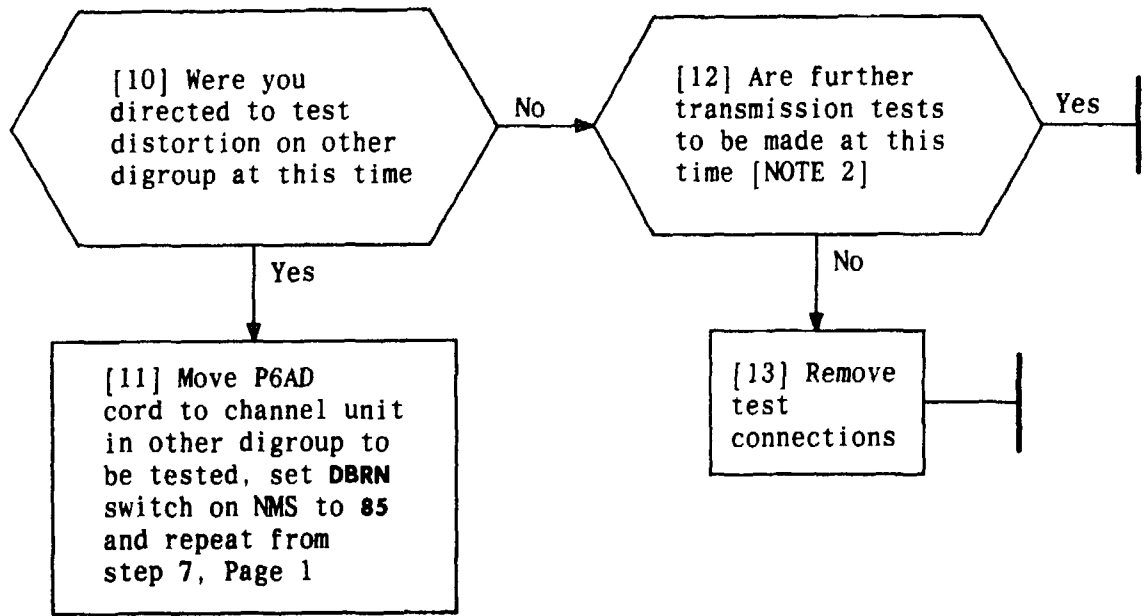 [10] Were you
directed to test
distortion on other
digroup at this time
No
[12] Are further
transmission tests
to be made at this
time [NOTE 2]
Yes
Yes
No
[11] Move P6AD
cord to channel unit
in other digroup to
be tested, set DBRN
switch on NMS to 85
and repeat from
step 7, Page 1
[13] Remove
test
connections